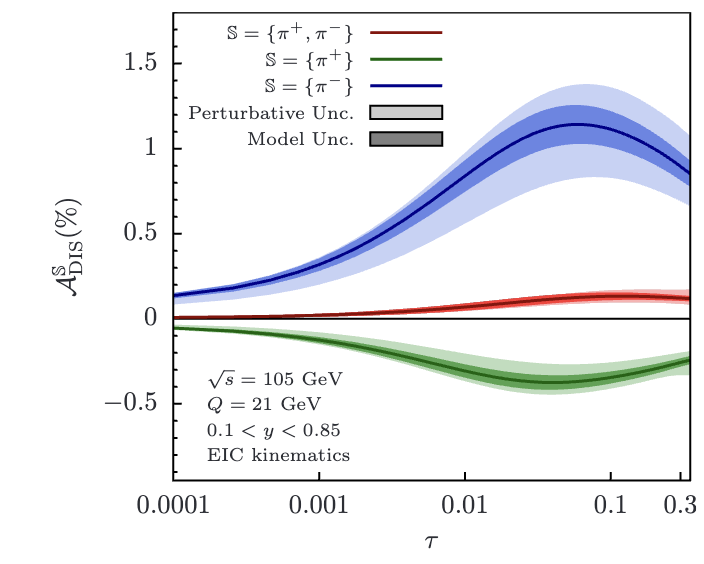 𝕊 = {π⁺, π⁻}
𝕊 = {π⁺}
𝕊 = {π⁻}
Perturbative Unc.
Model Unc.
1.5
1
0.5
0
−0.5
𝒜^𝕊_DIS(%)
√s = 105 GeV
Q = 21 GeV
0.1 < y < 0.85
EIC kinematics
0.0001 0.001 0.01 0.1 0.3
τ